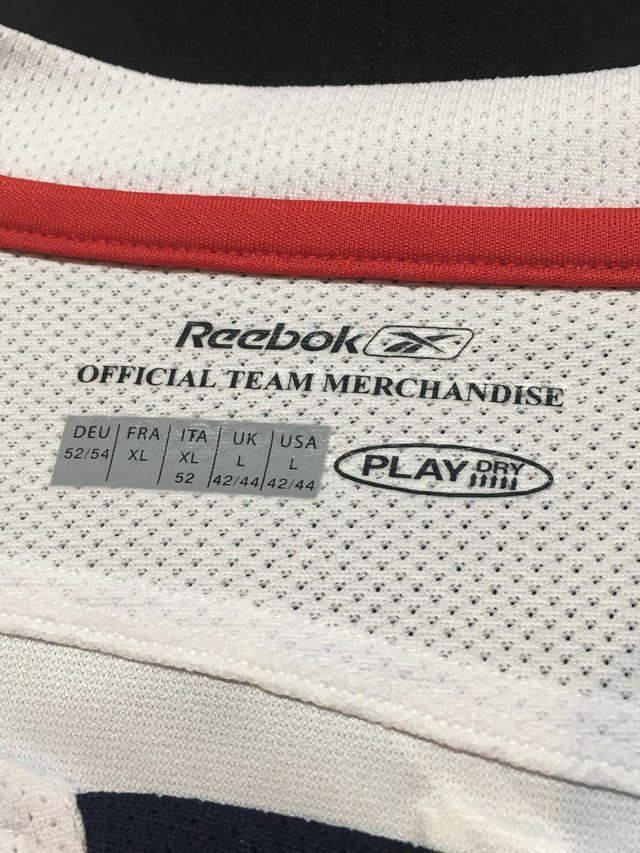 Reebok
OFFICIAL TEAM MERCHANDISE
DEU FRA ITA UK USA
52/54 XL XL L L
52 42/44 42/44
PLAY DRY